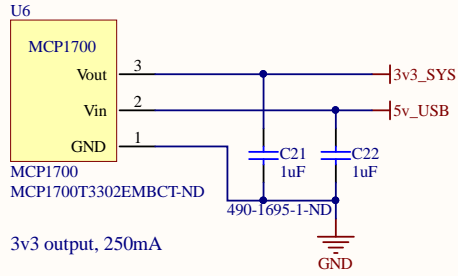 U6
MCP1700
Vout 3 3v3_SYS
Vin 2 5v_USB
GND 1
C21 C22
1uF 1uF
MCP1700
MCP1700T3302EMBCT-ND
490-1695-1-ND
3v3 output, 250mA
GND